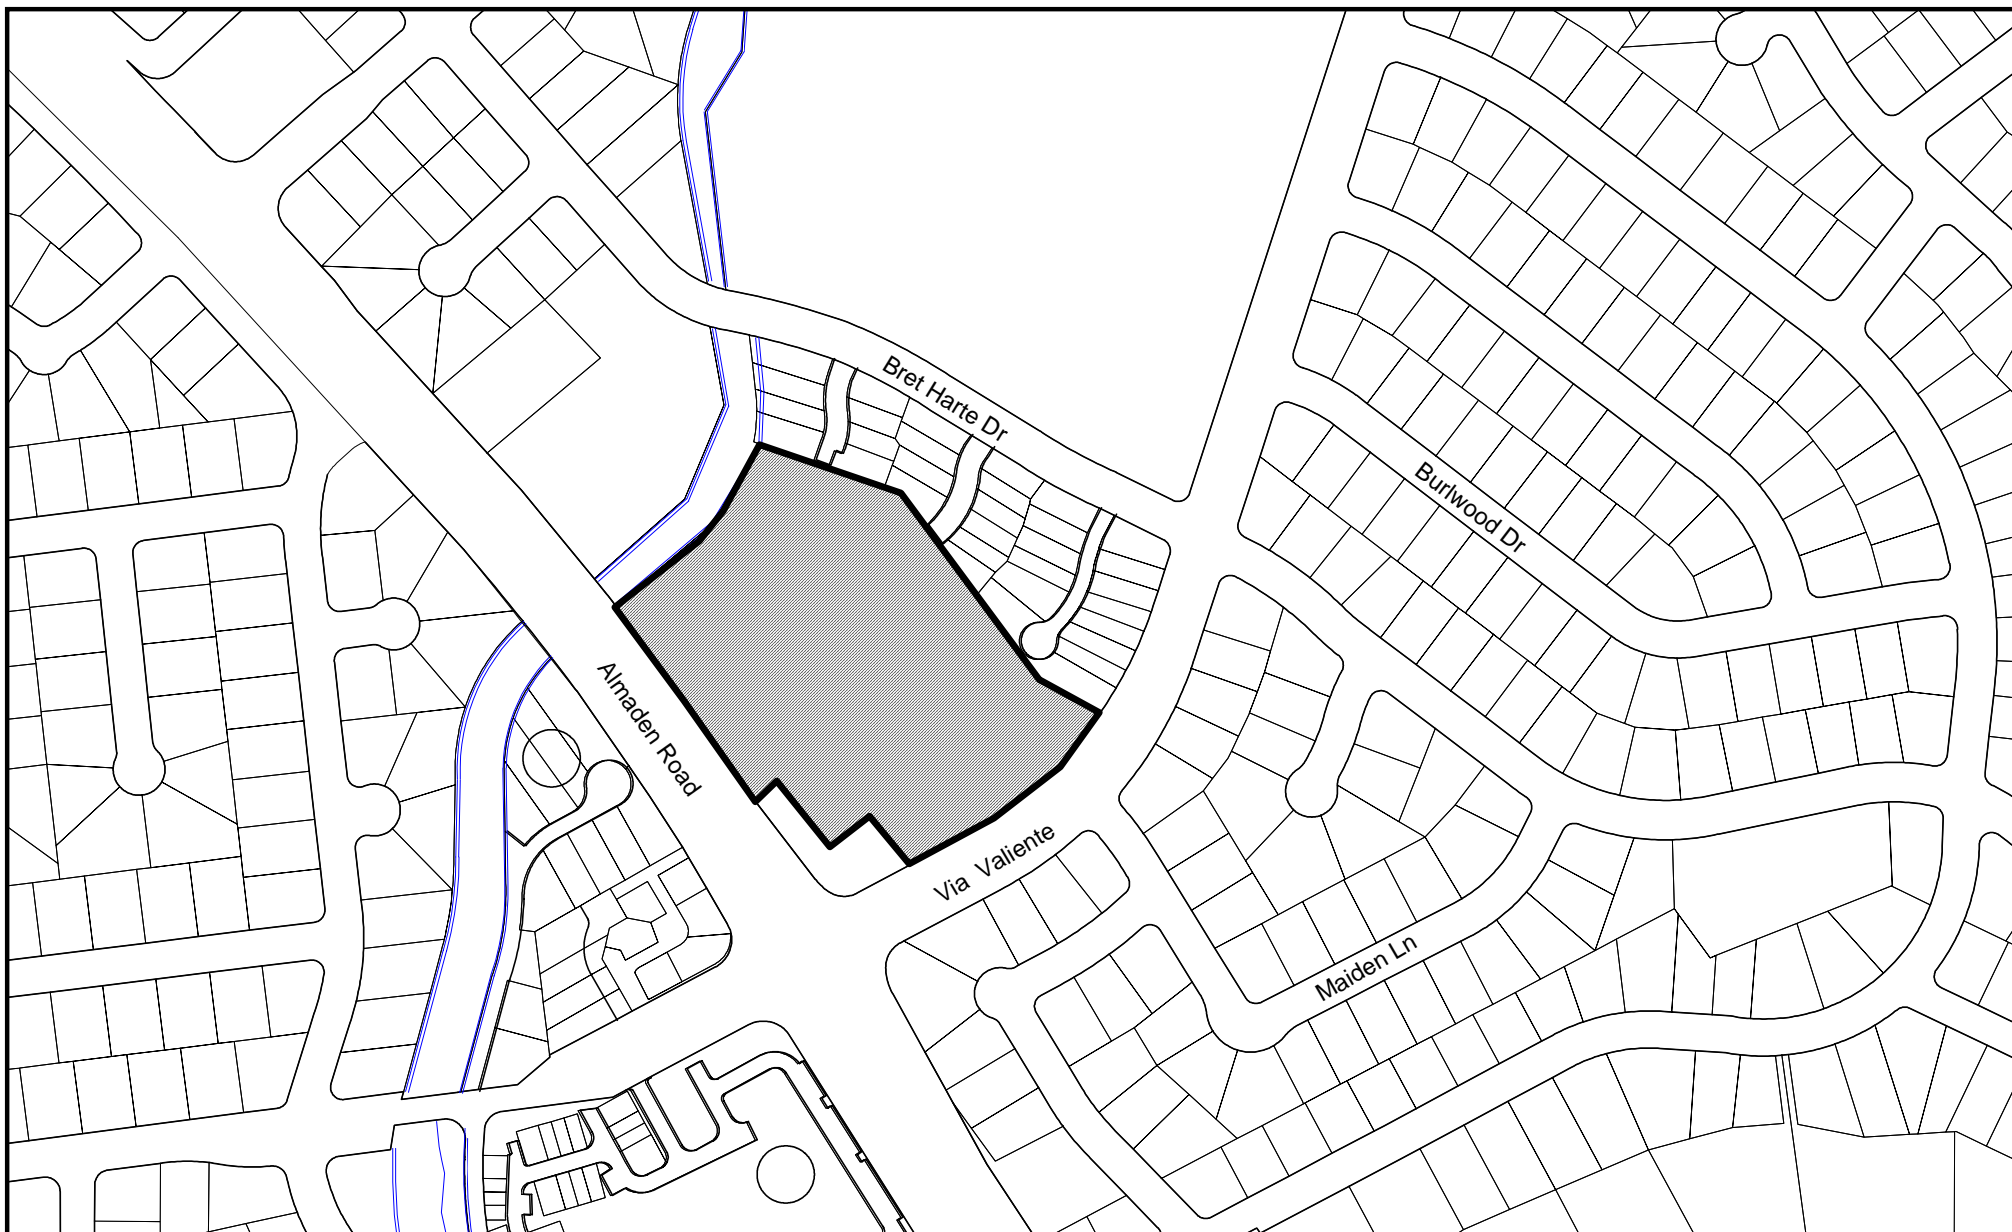 Bret Harte Dr
Burlwood Dr
Almaden Road
Via Valiente
Maiden Ln